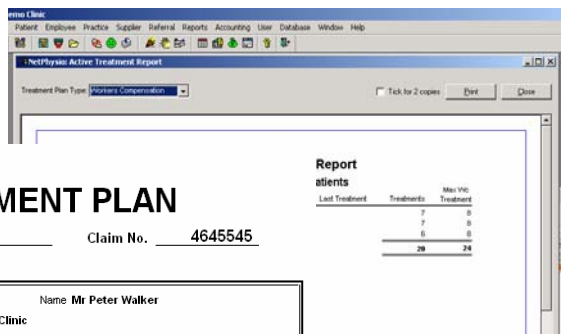 emo Clinic
Patient Employee Practice Supplier Referral Reports Accounting User Database Window Help
NetPhysio: Active Treatment Report
Treatment Plan Type: Workers Compensation
Tick for 2 copies Print Close
Report
atients
Max WC
Last Treatment Treatments Treatment
7 8
7 8
6 8
20 24
MENT PLAN
Claim No. 4645545
Name Mr Peter Walker
Clinic